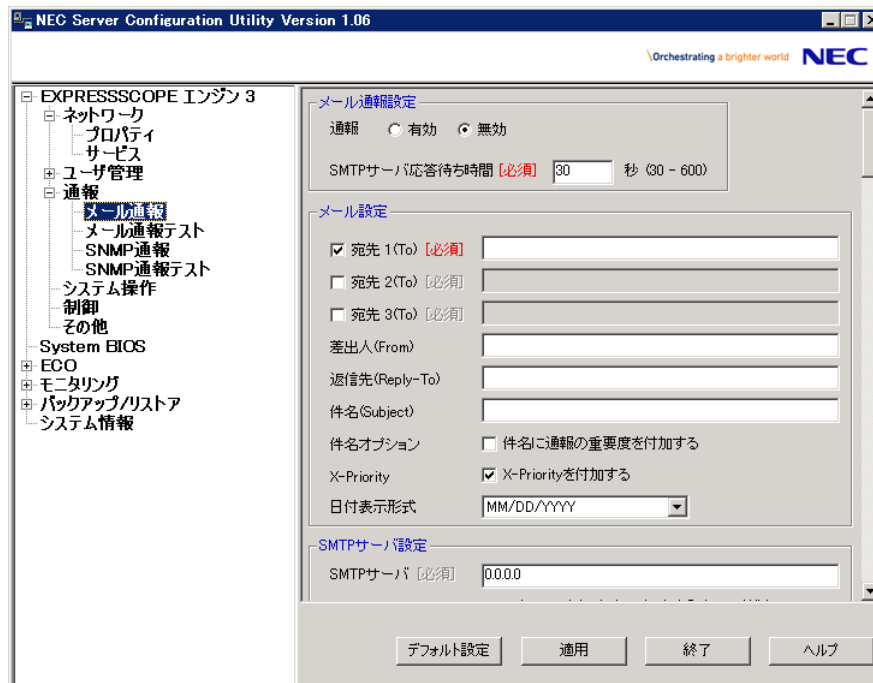 NEC Server Configuration Utility Version 1.06
\Orchestrating a brighter world NEC
EXPRESSSCOPE エンジン 3
ネットワーク
プロパティ
サービス
ユーザ管理
通報
メール通報
メール通報テスト
SNMP通報
SNMP通報テスト
システム操作
制御
その他
System BIOS
ECO
モニタリング
バックアップ/リストア
システム情報
メール通報設定
通報 有効 無効
SMTPサーバ応答待ち時間 [必須] 30 秒 (30 - 600)
メール設定
宛先 1(To) [必須]
宛先 2(To) [必須]
宛先 3(To) [必須]
差出人(From)
返信先(Reply-To)
件名(Subject)
件名オプション 件名に通報の重要度を付加する
X-Priority X-Priorityを付加する
日付表示形式 MM/DD/YYYY
SMTPサーバ設定
SMTPサーバ [必須] 0.0.0.0
デフォルト設定 適用 終了 ヘルプ